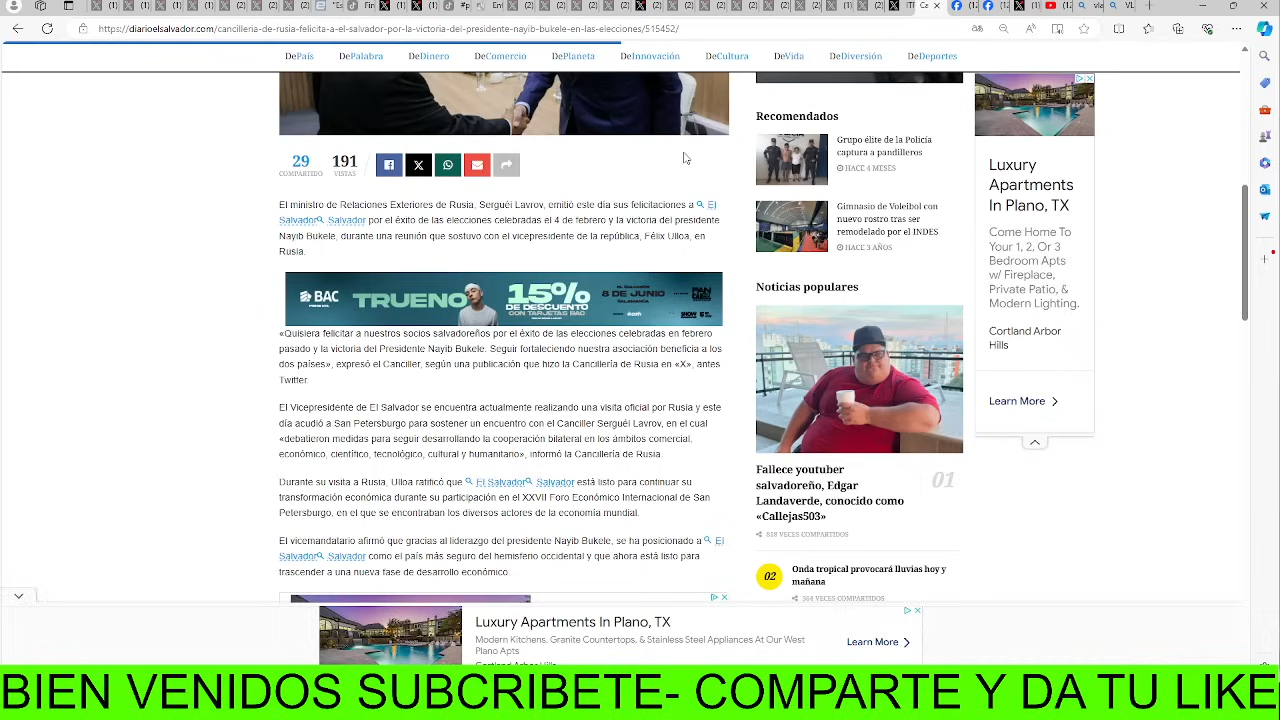 https://diarioelsalvador.com/cancilleria-de-rusia-felicita-a-el-salvador-por-la-victoria-del-presidente-nayib-bukele-en-las-elecciones/515452/
DePaís DePalabra DeDinero DeComercio DePlaneta DeInnovación DeCultura DeVida DeDiversión DeDeportes
29 191
COMPARTIDO VISTAS
El ministro de Relaciones Exteriores de Rusia, Serguéi Lavrov, emitió este día sus felicitaciones a El
Salvador Salvador por el éxito de las elecciones celebradas el 4 de febrero y la victoria del presidente
Nayib Bukele, durante una reunión que sostuvo con el vicepresidente de la república, Félix Ulloa, en
Rusia.
BAC
TRUENO
15%
DE DESCUENTO
CON TARJETAS BAC
EL SALVADOR
8 DE JUNIO
SALAMANCA
«Quisiera felicitar a nuestros socios salvadoreños por el éxito de las elecciones celebradas en febrero
pasado y la victoria del Presidente Nayib Bukele. Seguir fortaleciendo nuestra asociación beneficia a los
dos países», expresó el Canciller, según una publicación que hizo la Cancillería de Rusia en «X», antes
Twitter.
El Vicepresidente de El Salvador se encuentra actualmente realizando una visita oficial por Rusia y este
día acudió a San Petersburgo para sostener un encuentro con el Canciller Serguéi Lavrov, en el cual
«debatieron medidas para seguir desarrollando la cooperación bilateral en los ámbitos comercial,
económico, científico, tecnológico, cultural y humanitario», informó la Cancillería de Rusia
Durante su visita a Rusia, Ulloa ratificó que El Salvador Salvador está listo para continuar su
transformación económica durante su participación en el XXVII Foro Económico Internacional de San
Petersburgo, en el que se encontraban los diversos actores de la economía mundial.
El vicemandatario afirmó que gracias al liderazgo del presidente Nayib Bukele, se ha posicionado a El
Salvador Salvador como el país más seguro del hemisferio occidental y que ahora está listo para
trascender a una nueva fase de desarrollo económico.
Recomendados
Grupo élite de la Policía
captura a pandilleros
HACE 4 MESES
Gimnasio de Voleibol con
nuevo rostro tras ser
remodelado por el INDES
HACE 3 AÑOS
Noticias populares
Fallece youtuber
salvadoreño, Edgar
Landaverde, conocido como
«Callejas503»
01
818 VECES COMPARTIDOS
02
Onda tropical provocará lluvias hoy y
mañana
364 VECES COMPARTIDOS
Luxury
Apartments
In Plano, TX
Come Home To
Your 1, 2, Or 3
Bedroom Apts
w/ Fireplace,
Private Patio, &
Modern Lighting.
Cortland Arbor
Hills
Learn More
Luxury Apartments In Plano, TX
Modern Kitchens, Granite Countertops, & Stainless Steel Appliances At Our West
Plano Apts
Cortland Arbor Hills
Learn More
BIEN VENIDOS SUBCRIBETE- COMPARTE Y DA TU LIKE